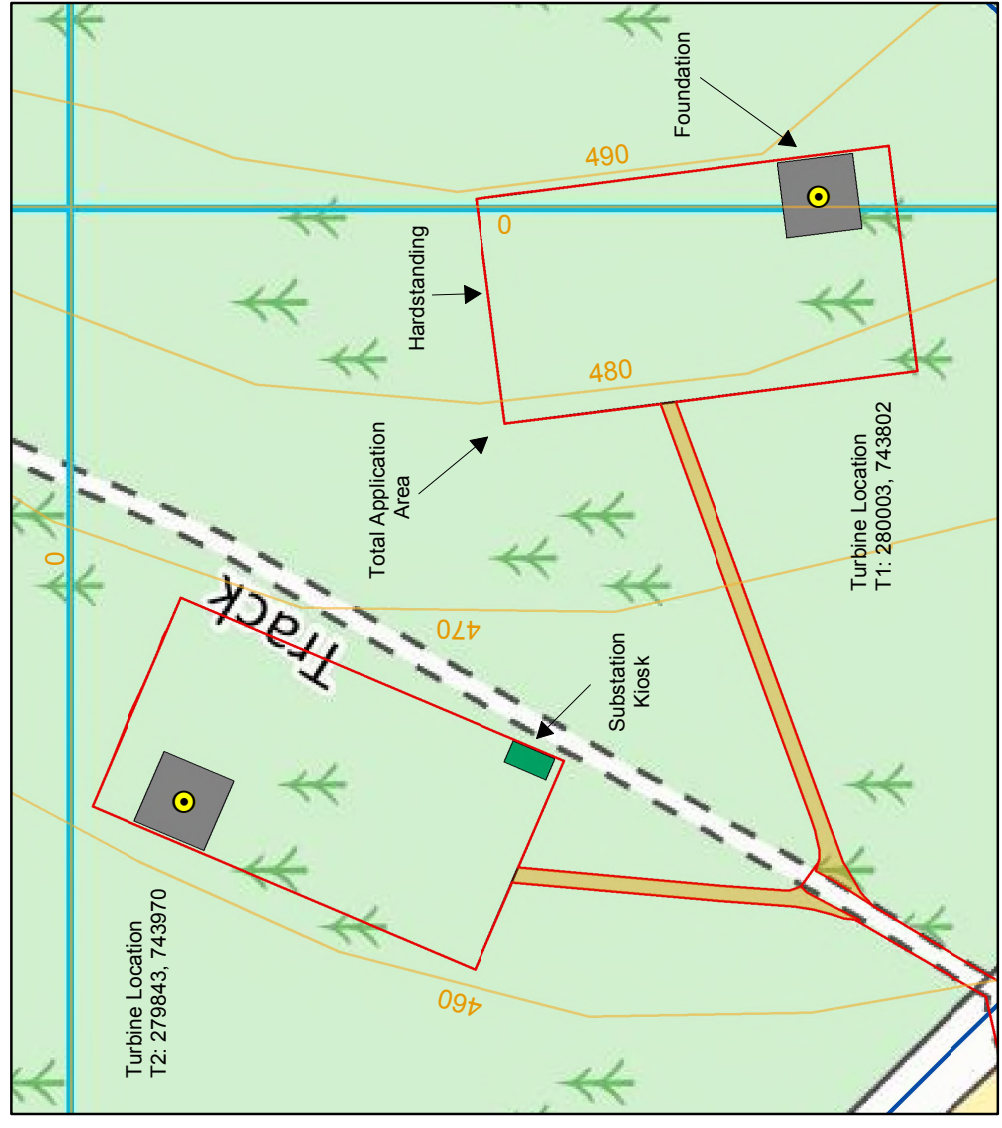 Foundation
490
0
Hardstanding
480
Total Application
Area
Turbine Location
T1: 280003, 743802
0
Track
470
Substation
Kiosk
Turbine Location
T2: 279843, 743970
460